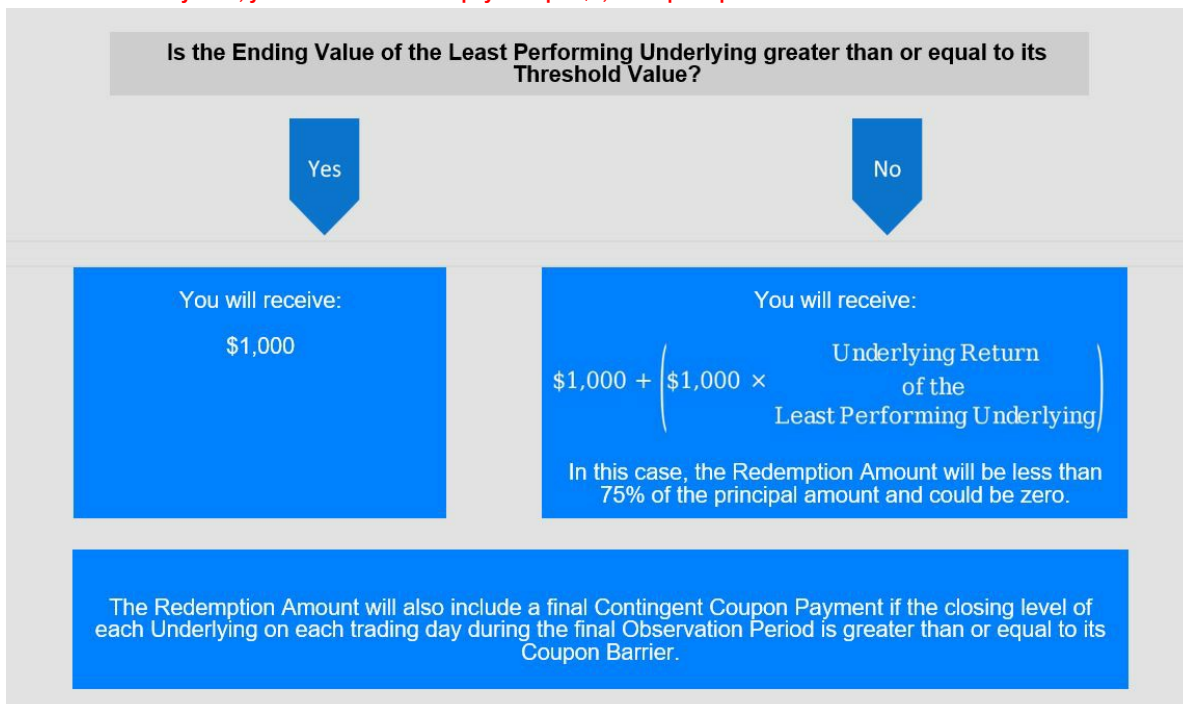 Is the Ending Value of the Least Performing Underlying greater than or equal to its
Threshold Value?
Yes
No
You will receive:
$1,000
You will receive:
$1,000 + ($1,000 × Underlying Return
of the
Least Performing Underlying)
In this case, the Redemption Amount will be less than
75% of the principal amount and could be zero.
The Redemption Amount will also include a final Contingent Coupon Payment if the closing level of
each Underlying on each trading day during the final Observation Period is greater than or equal to its
Coupon Barrier.